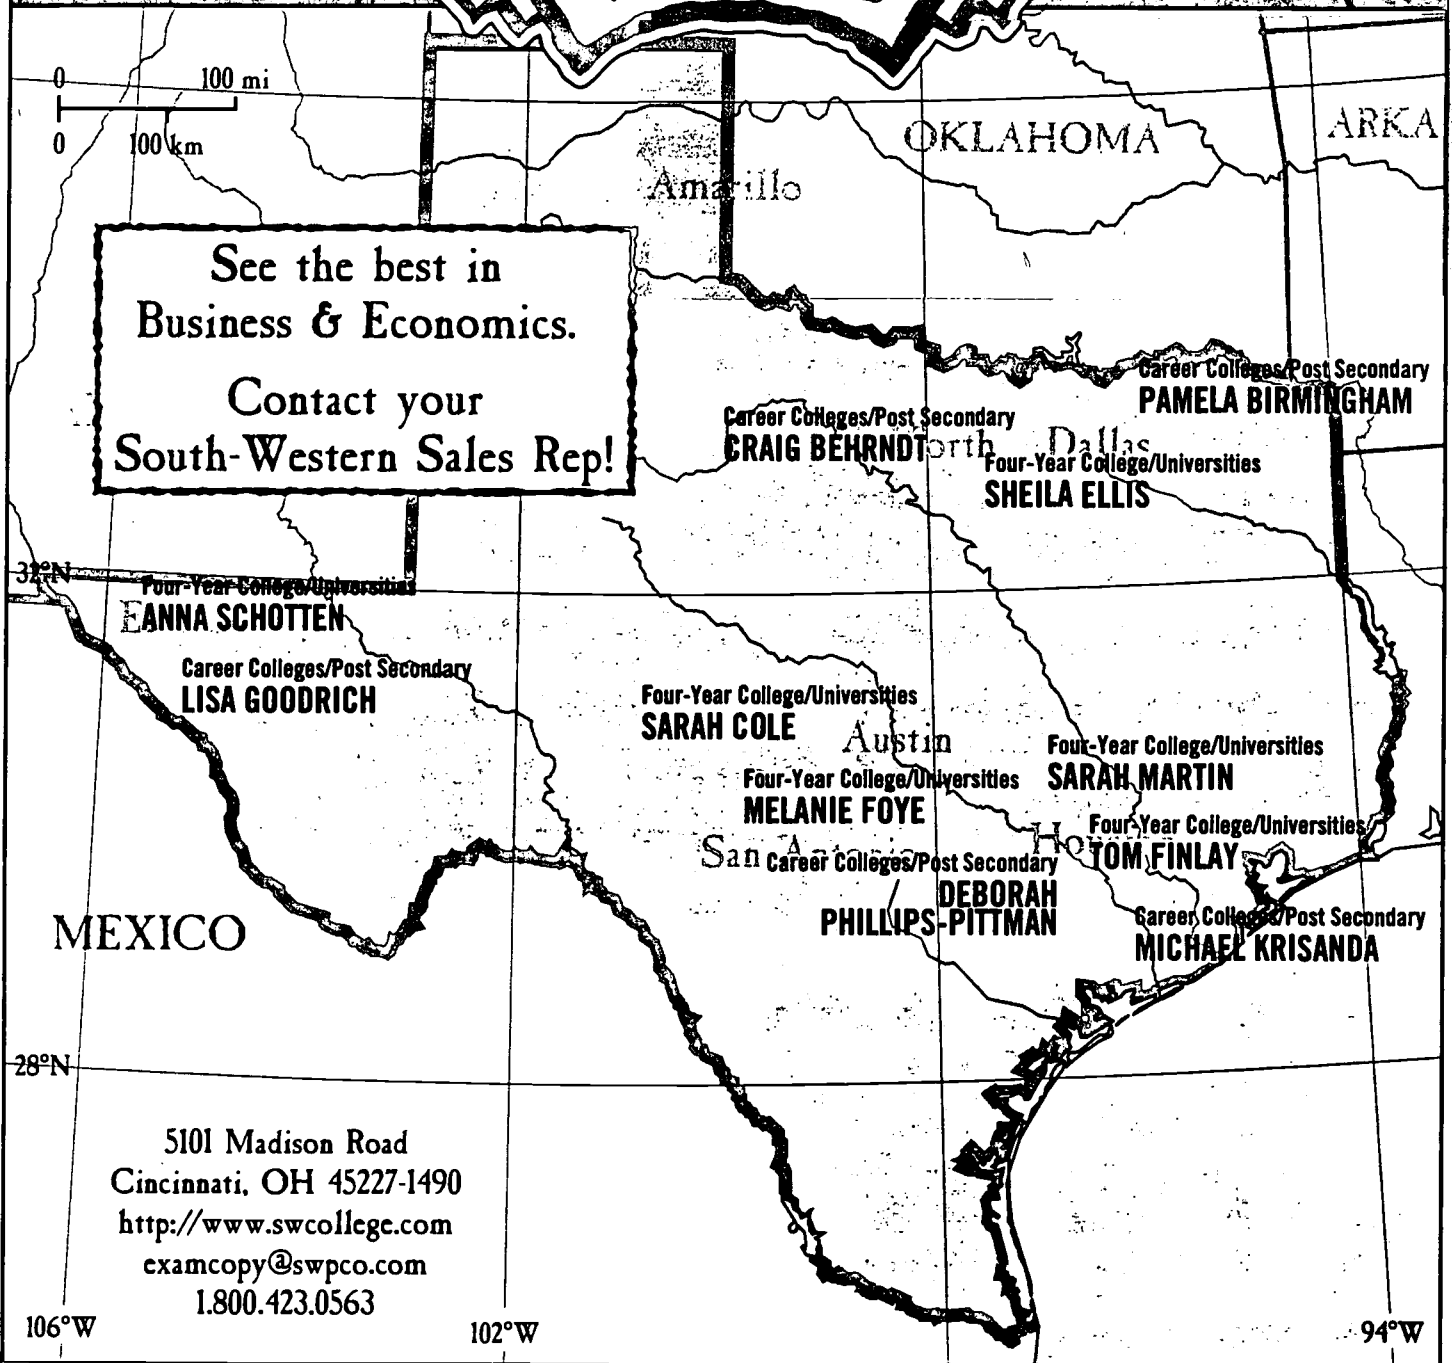 0 100 mi
0 100 km
OKLAHOMA
ARKA
Amarillo
See the best in
Business & Economics.
Contact your
South-Western Sales Rep!
Career Colleges/Post Secondary
PAMELA BIRMINGHAM
Career Colleges/Post Secondary
CRAIG BEHRNDT
Dallas
Four-Year College/Universities
SHEILA ELLIS
32°N
Four-Year College/Universities
ANNA SCHOTTEN
Career Colleges/Post Secondary
LISA GOODRICH
Four-Year College/Universities
SARAH COLE
Austin
Four-Year College/Universities
SARAH MARTIN
Four-Year College/Universities
MELANIE FOYE
Four-Year College/Universities
TOM FINLAY
San Antonio
Career Colleges/Post Secondary
DEBORAH
PHILLIPS-PITTMAN
Career Colleges/Post Secondary
MICHAEL KRISANDA
MEXICO
28°N
5101 Madison Road
Cincinnati, OH 45227-1490
http://www.swcollege.com
examcopy@swpco.com
1.800.423.0563
106°W
102°W
94°W